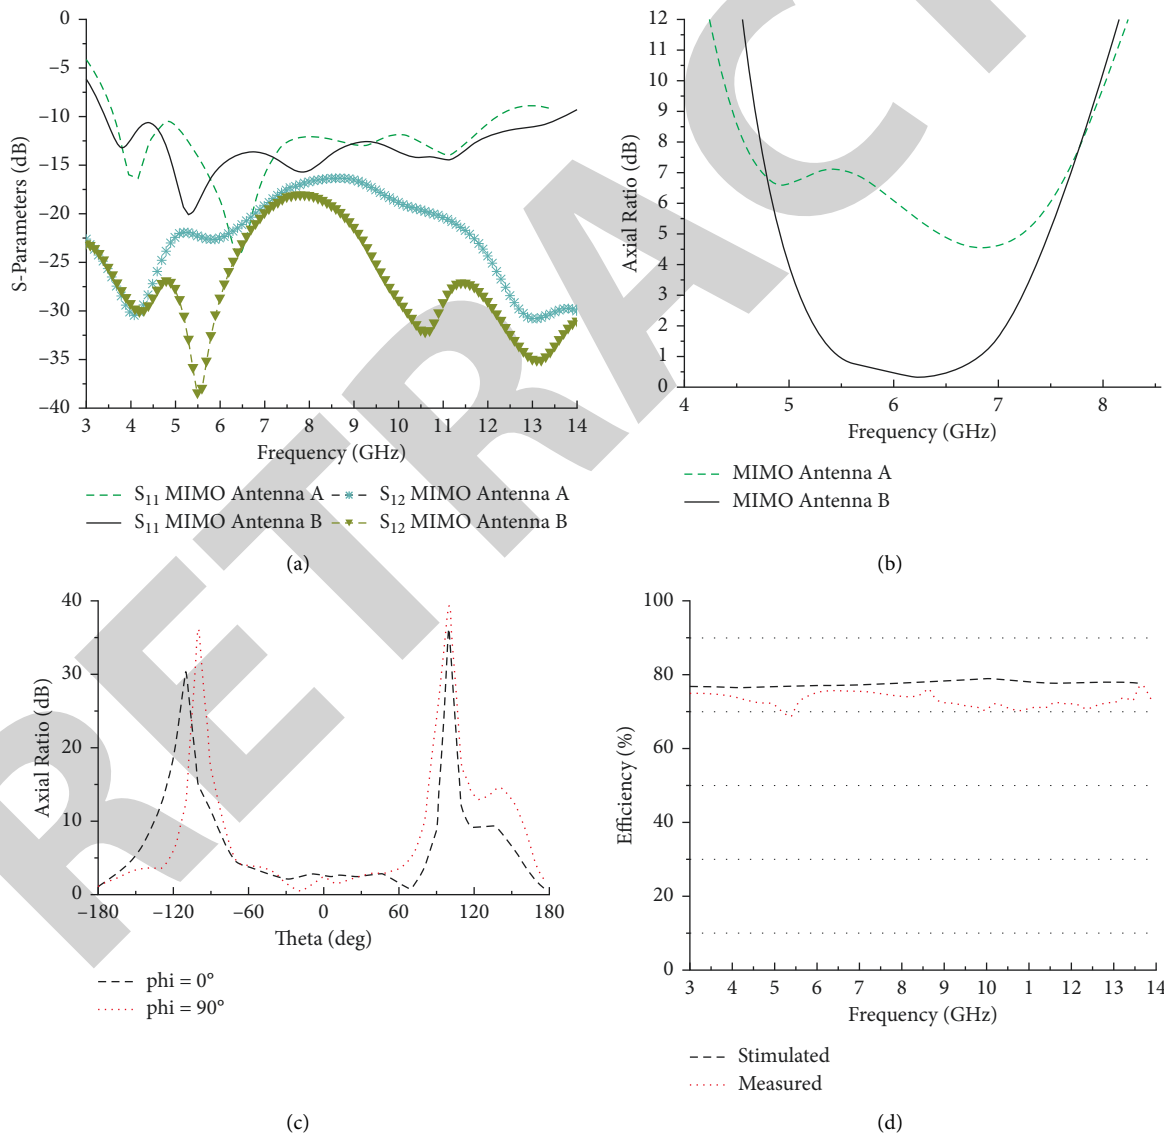 0
−5
−10
−15
−20
−25
−30
−35
−40
S-Parameters (dB)
3 4 5 6 7 8 9 10 11 12 13 14
Frequency (GHz)
S11 MIMO Antenna A
S12 MIMO Antenna A
S11 MIMO Antenna B
S12 MIMO Antenna B
(a)
12
11
10
9
8
7
6
5
4
3
2
1
0
Axial Ratio (dB)
4 5 6 7 8
Frequency (GHz)
MIMO Antenna A
MIMO Antenna B
(b)
40
30
20
10
0
Axial Ratio (dB)
−180 −120 −60 0 60 120 180
Theta (deg)
phi = 0°
phi = 90°
(c)
100
80
60
40
20
0
Efficiency (%)
3 4 5 6 7 8 9 10 1 12 13 14
Frequency (GHz)
Stimulated
Measured
(d)
RETRACT